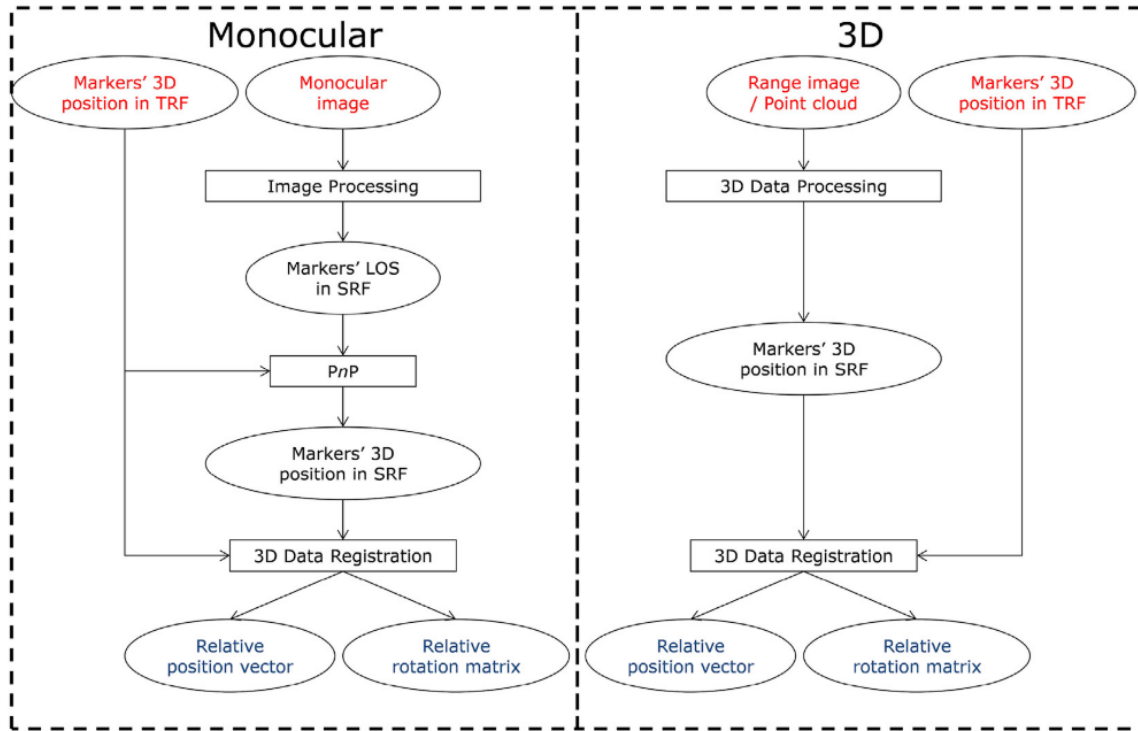 Monocular
Markers’ 3D
position in TRF
Monocular
image
Image Processing
Markers’ LOS
in SRF
PnP
Markers’ 3D
position in SRF
3D Data Registration
Relative
position vector
Relative
rotation matrix
3D
Range image
/ Point cloud
Markers’ 3D
position in TRF
3D Data Processing
Markers’ 3D
position in SRF
3D Data Registration
Relative
position vector
Relative
rotation matrix